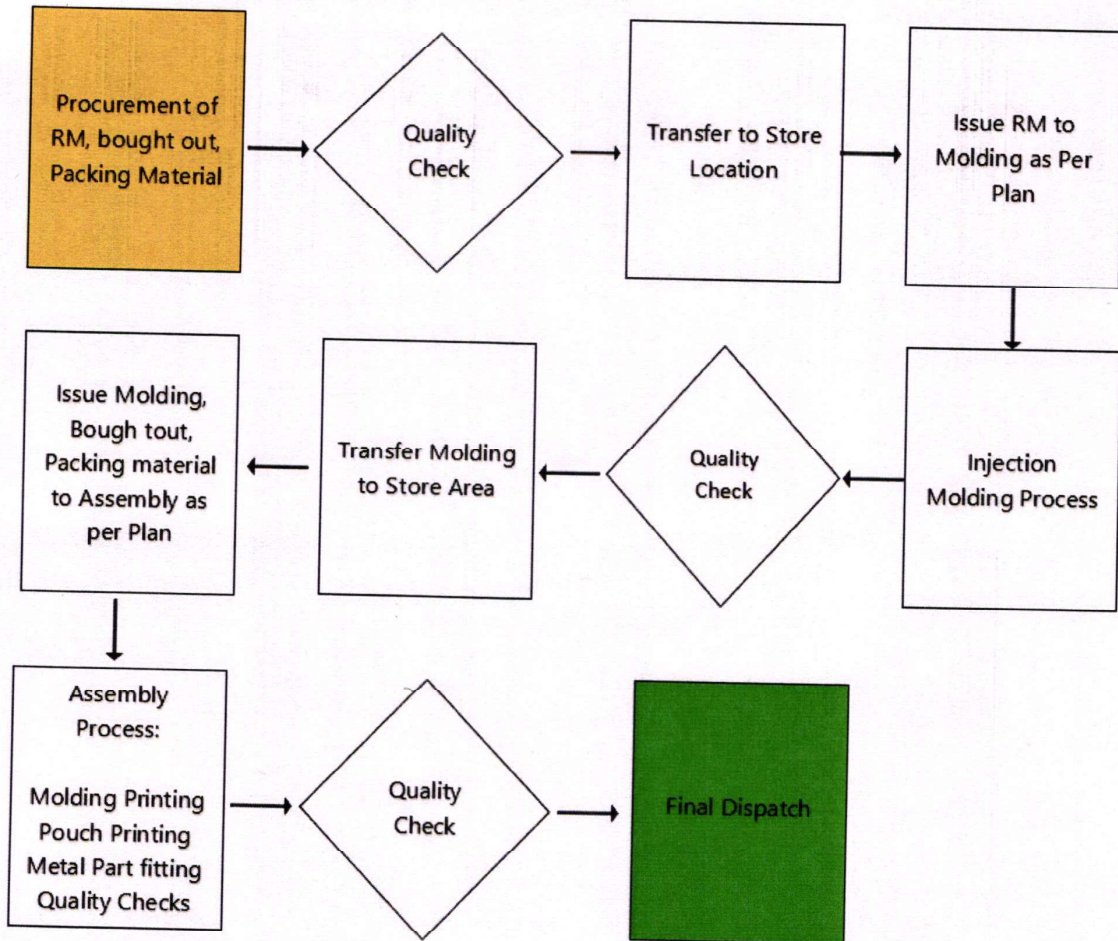 Procurement of
RM, bought out,
Packing Material
Quality
Check
Transfer to Store
Location
Issue RM to
Molding as Per
Plan
Injection
Molding Process
Quality
Check
Transfer Molding
to Store Area
Issue Molding,
Bough tout,
Packing material
to Assembly as
per Plan
Assembly
Process:
Molding Printing
Pouch Printing
Metal Part fitting
Quality Checks
Quality
Check
Final Dispatch